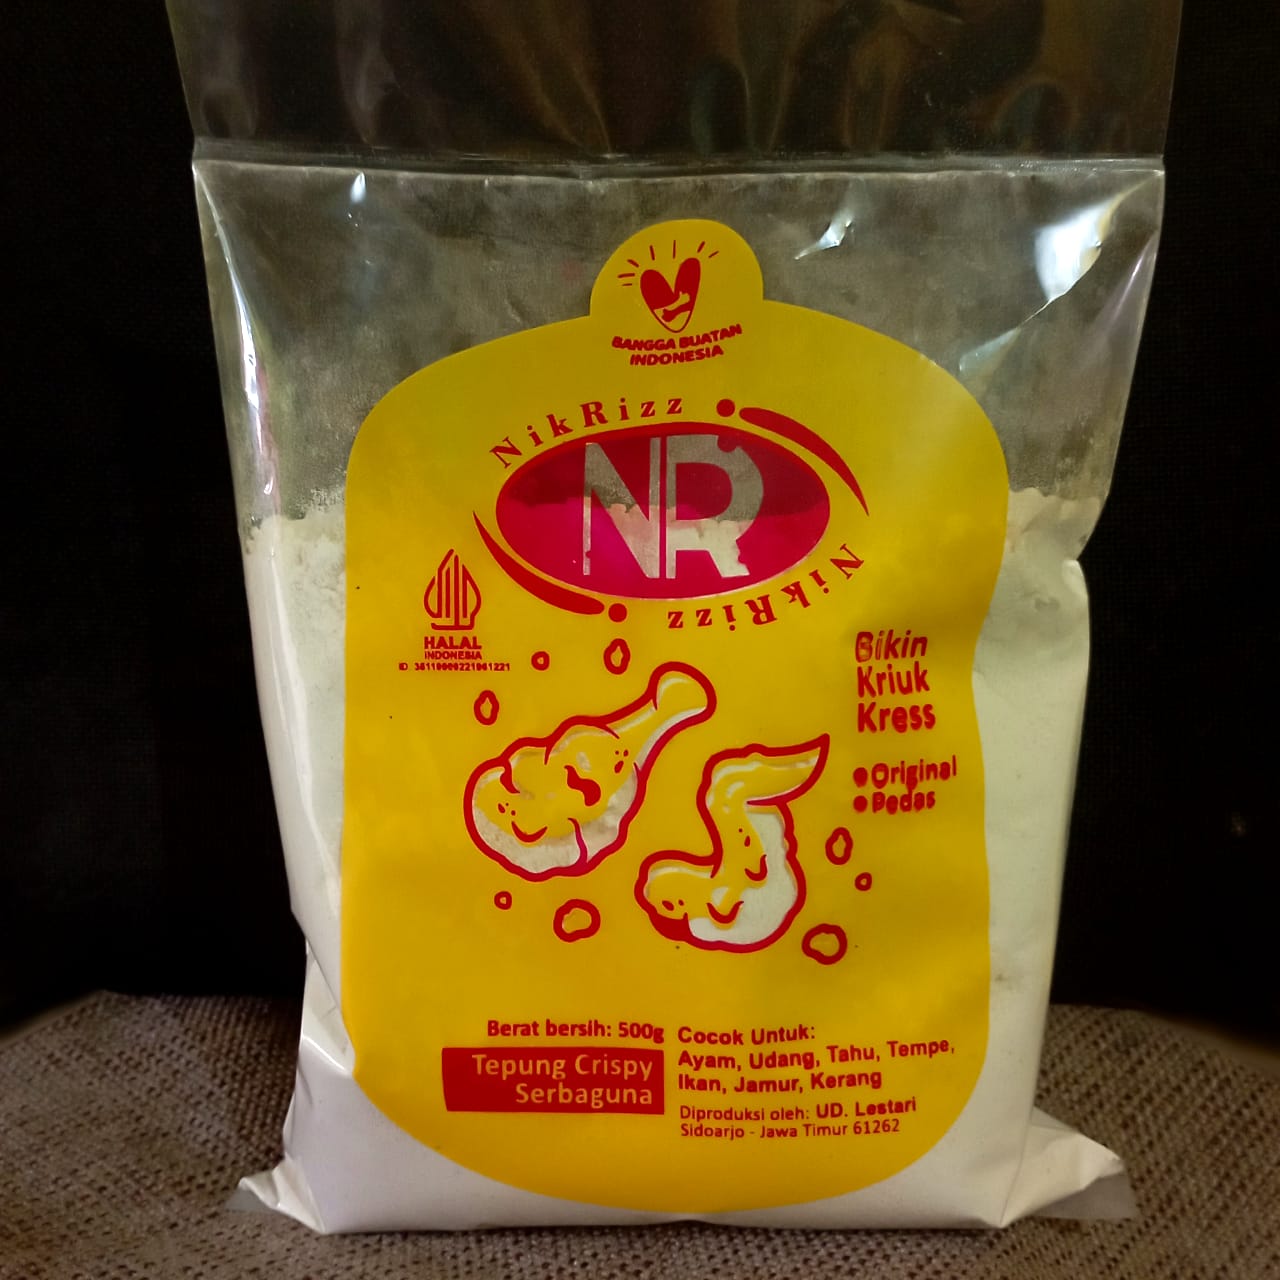 BANGGA BUATAN
INDONESIA
NikRizz
NR
NikRizz
HALAL
INDONESIA
Bikin
Kriuk
Kress
Original
Pedas
Berat bersih: 500g
Tepung Crispy
Serbaguna
Cocok Untuk:
Ayam, Udang, Tahu, Tempe,
Ikan, Jamur, Kerang
Diproduksi oleh: UD. Lestari
Sidoarjo - Jawa Timur 61262